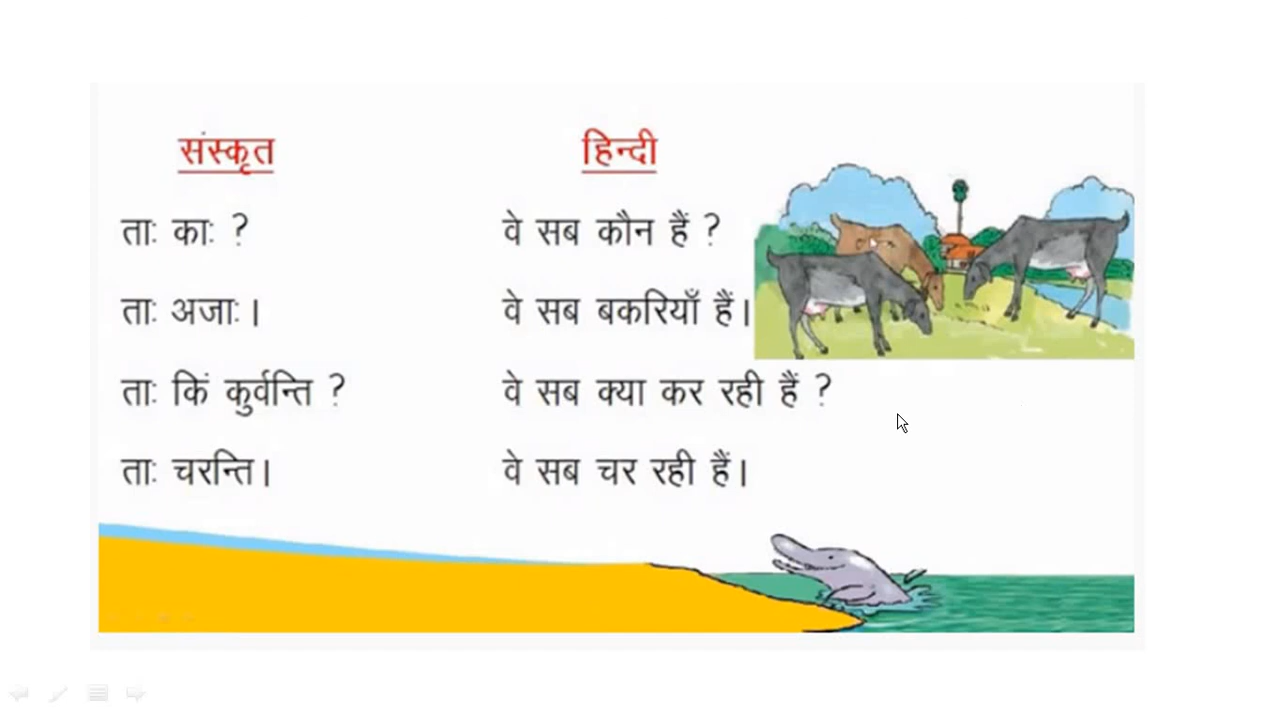 संस्कृत हिन्दी
ताः काः ? वे सब कौन हैं ?
ताः अजाः। वे सब बकरियाँ हैं।
ताः किं कुर्वन्ति ? वे सब क्या कर रही हैं ?
ताः चरन्ति। वे सब चर रही हैं।